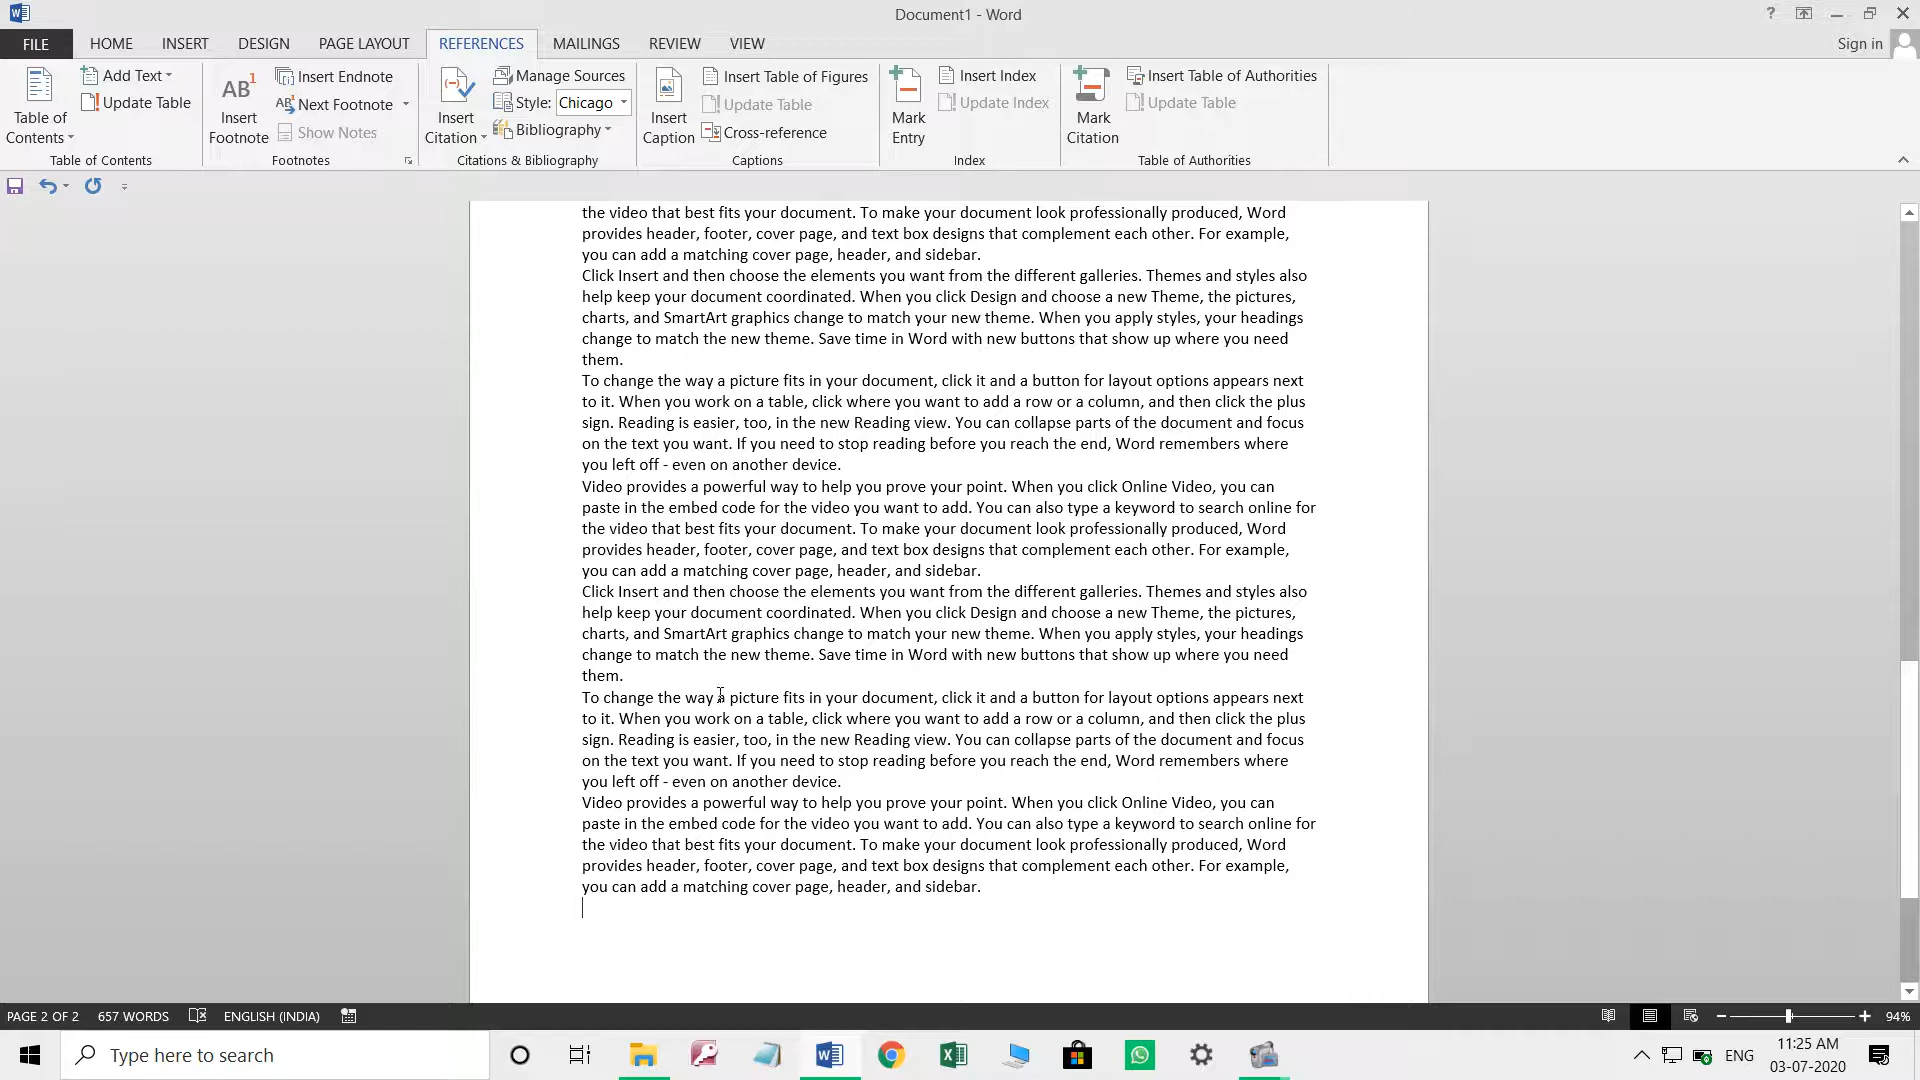 Document1 - Word
?
FILE HOME INSERT DESIGN PAGE LAYOUT REFERENCES MAILINGS REVIEW VIEW Sign in
Table of Contents
Add Text
Update Table
Table of Contents
AB1 Insert Footnote
Insert Endnote
AB1 Next Footnote
Show Notes
Footnotes
Insert Citation
Manage Sources
Style: Chicago
Bibliography
Citations & Bibliography
Insert Caption
Insert Table of Figures
Update Table
Cross-reference
Captions
Mark Entry
Insert Index
Update Index
Index
Mark Citation
Insert Table of Authorities
Update Table
Table of Authorities
the video that best fits your document. To make your document look professionally produced, Word
provides header, footer, cover page, and text box designs that complement each other. For example,
you can add a matching cover page, header, and sidebar.
Click Insert and then choose the elements you want from the different galleries. Themes and styles also
help keep your document coordinated. When you click Design and choose a new Theme, the pictures,
charts, and SmartArt graphics change to match your new theme. When you apply styles, your headings
change to match the new theme. Save time in Word with new buttons that show up where you need
them.
To change the way a picture fits in your document, click it and a button for layout options appears next
to it. When you work on a table, click where you want to add a row or a column, and then click the plus
sign. Reading is easier, too, in the new Reading view. You can collapse parts of the document and focus
on the text you want. If you need to stop reading before you reach the end, Word remembers where
you left off - even on another device.
Video provides a powerful way to help you prove your point. When you click Online Video, you can
paste in the embed code for the video you want to add. You can also type a keyword to search online for
the video that best fits your document. To make your document look professionally produced, Word
provides header, footer, cover page, and text box designs that complement each other. For example,
you can add a matching cover page, header, and sidebar.
Click Insert and then choose the elements you want from the different galleries. Themes and styles also
help keep your document coordinated. When you click Design and choose a new Theme, the pictures,
charts, and SmartArt graphics change to match your new theme. When you apply styles, your headings
change to match the new theme. Save time in Word with new buttons that show up where you need
them.
To change the way a picture fits in your document, click it and a button for layout options appears next
to it. When you work on a table, click where you want to add a row or a column, and then click the plus
sign. Reading is easier, too, in the new Reading view. You can collapse parts of the document and focus
on the text you want. If you need to stop reading before you reach the end, Word remembers where
you left off - even on another device.
Video provides a powerful way to help you prove your point. When you click Online Video, you can
paste in the embed code for the video you want to add. You can also type a keyword to search online for
the video that best fits your document. To make your document look professionally produced, Word
provides header, footer, cover page, and text box designs that complement each other. For example,
you can add a matching cover page, header, and sidebar.
PAGE 2 OF 2 657 WORDS ENGLISH (INDIA) 94%
Type here to search
ENG
11:25 AM
03-07-2020